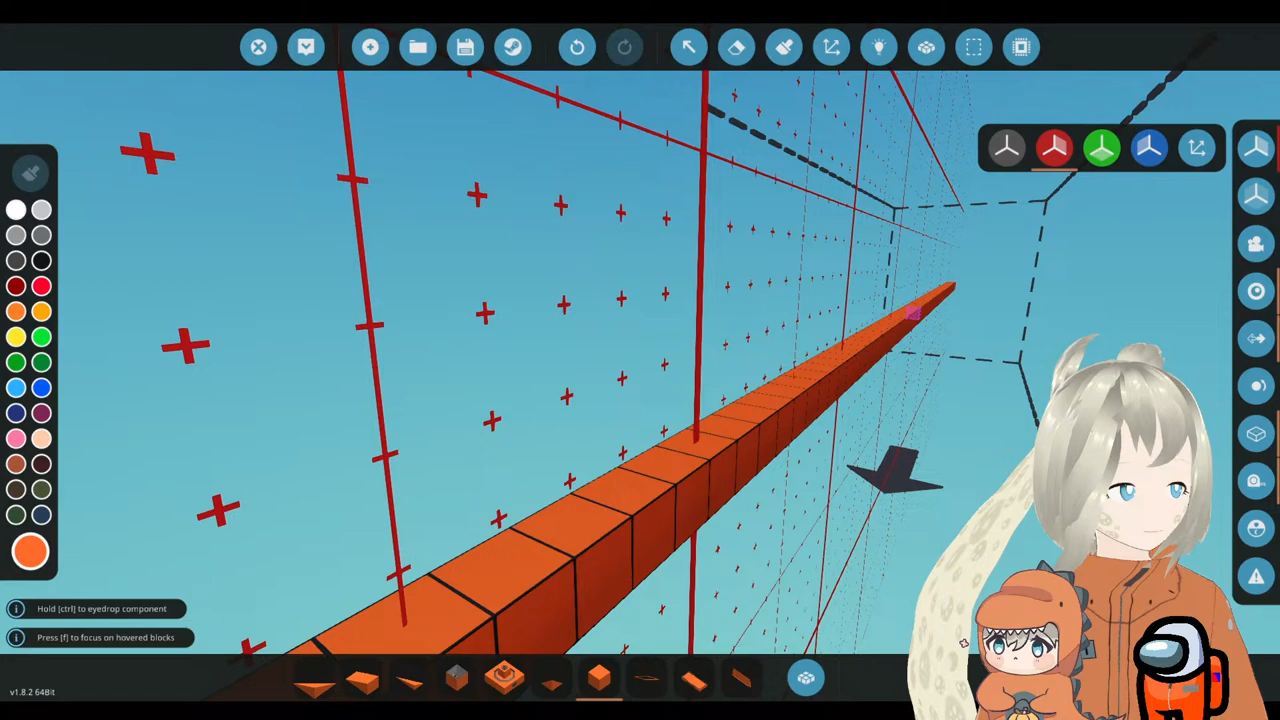 Hold [ctrl] to eyedrop component
Press [f] to focus on hovered blocks
v1.8.2 64Bit